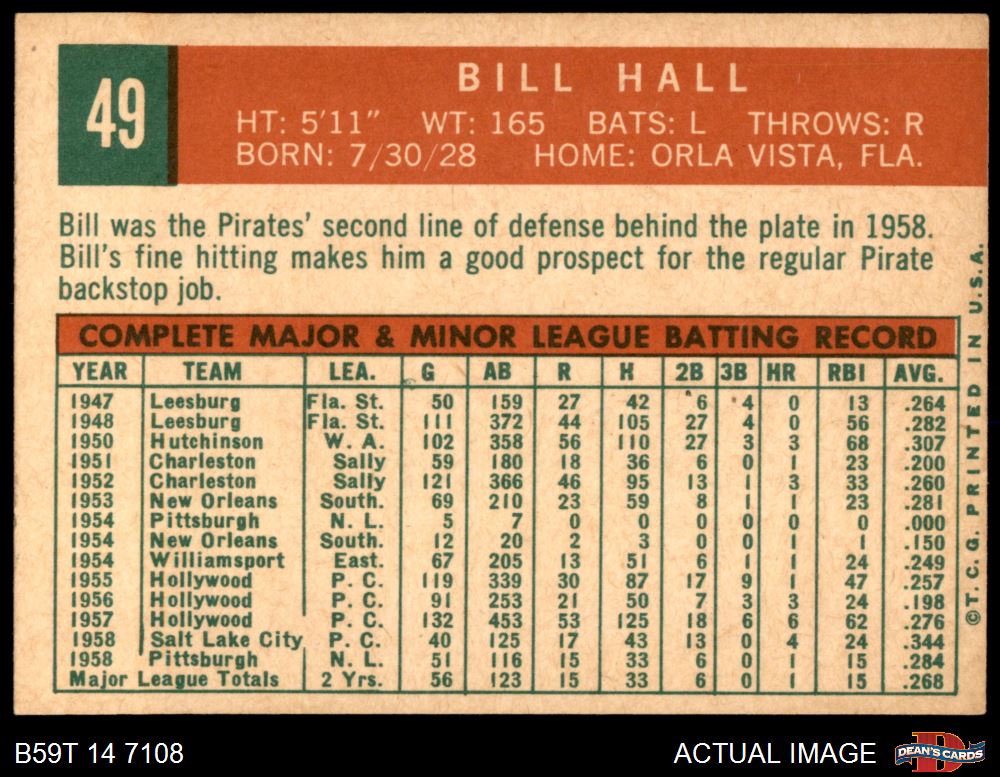 49
BILL HALL
HT: 5'11" WT: 165 BATS: L THROWS: R
BORN: 7/30/28 HOME: ORLA VISTA, FLA.
Bill was the Pirates' second line of defense behind the plate in 1958.
Bill's fine hitting makes him a good prospect for the regular Pirate
backstop job.
COMPLETE MAJOR & MINOR LEAGUE BATTING RECORD
YEAR TEAM LEA. G AB R H 2B 3B HR RBI AVG.
1947 Leesburg Fla. St. 50 159 27 42 6 4 0 13 .264
1948 Leesburg Fla. St. 111 372 44 105 27 4 0 56 .282
1950 Hutchinson W. A. 102 358 56 110 27 3 3 68 .307
1951 Charleston Sally 59 180 18 36 6 0 1 23 .200
1952 Charleston Sally 121 366 46 95 13 1 3 33 .260
1953 New Orleans South. 69 210 23 59 8 1 1 23 .281
1954 Pittsburgh N. L. 5 7 0 0 0 0 0 0 .000
1954 New Orleans South. 12 20 2 3 0 0 1 1 .150
1954 Williamsport East. 67 205 13 51 6 1 1 24 .249
1955 Hollywood P. C. 119 339 30 87 17 9 1 47 .257
1956 Hollywood P. C. 91 253 21 50 7 3 3 24 .198
1957 Hollywood P. C. 132 453 53 125 18 6 6 62 .276
1958 Salt Lake City P. C. 40 125 17 43 13 0 4 24 .344
1958 Pittsburgh N. L. 51 116 15 33 6 0 1 15 .284
Major League Totals 2 Yrs. 56 123 15 33 6 0 1 15 .268
©T. C. G. PRINTED IN U.S.A.
B59T 14 7108 ACTUAL IMAGE
D
DEAN'S CARDS